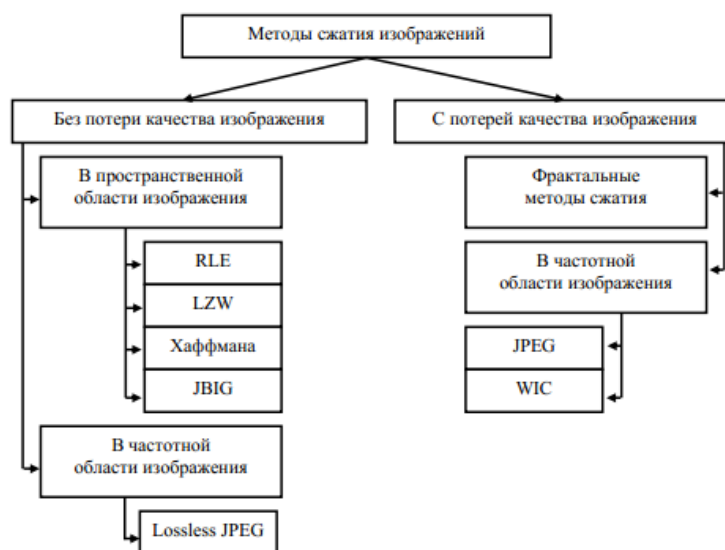 Методы сжатия изображений
Без потери качества изображения
В пространственной
области изображения
RLE
LZW
Хаффмана
JBIG
В частотной
области изображения
Lossless JPEG
С потерей качества изображения
Фрактальные
методы сжатия
В частотной
области изображения
JPEG
WIC